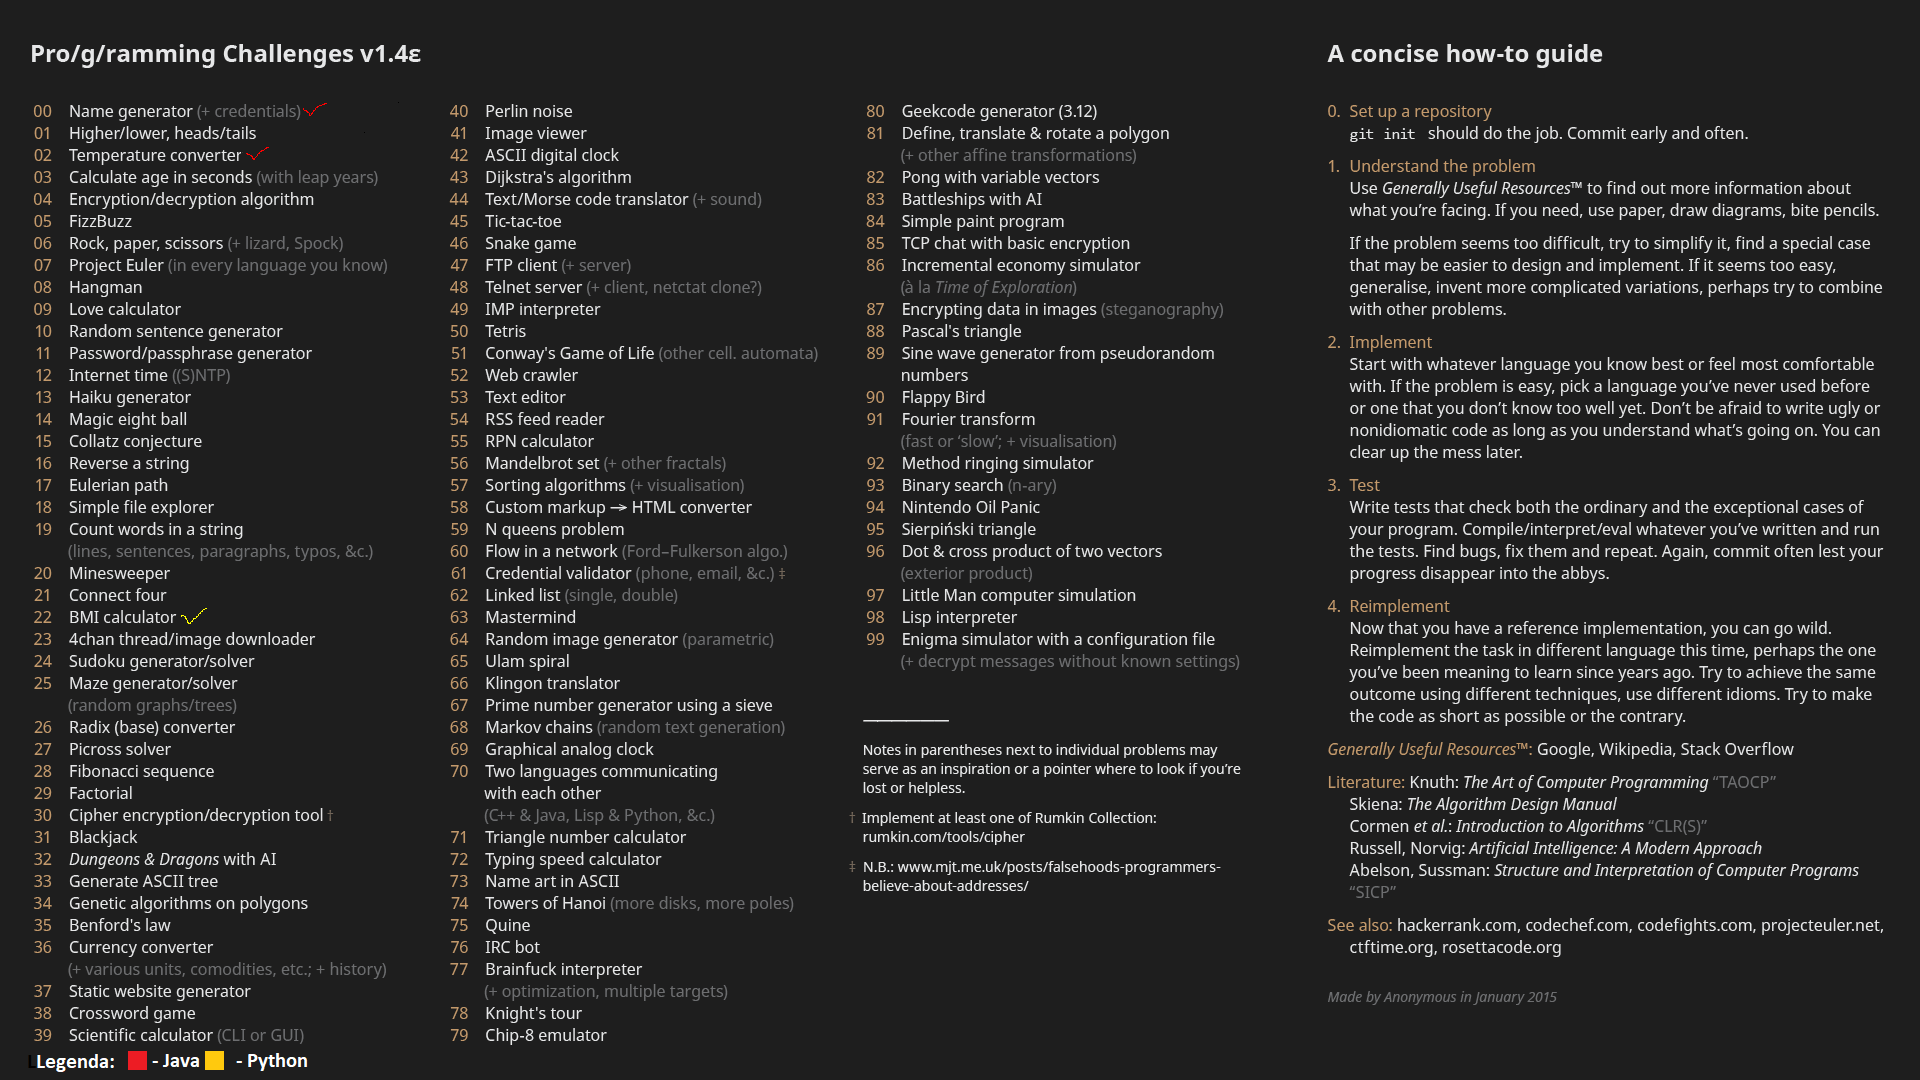 Pro/g/ramming Challenges v1.4ε
00 Name generator (+ credentials)
01 Higher/lower, heads/tails
02 Temperature converter
03 Calculate age in seconds (with leap years)
04 Encryption/decryption algorithm
05 FizzBuzz
06 Rock, paper, scissors (+ lizard, Spock)
07 Project Euler (in every language you know)
08 Hangman
09 Love calculator
10 Random sentence generator
11 Password/passphrase generator
12 Internet time ((S)NTP)
13 Haiku generator
14 Magic eight ball
15 Collatz conjecture
16 Reverse a string
17 Eulerian path
18 Simple file explorer
19 Count words in a string
(lines, sentences, paragraphs, typos, &c.)
20 Minesweeper
21 Connect four
22 BMI calculator
23 4chan thread/image downloader
24 Sudoku generator/solver
25 Maze generator/solver
(random graphs/trees)
26 Radix (base) converter
27 Picross solver
28 Fibonacci sequence
29 Factorial
30 Cipher encryption/decryption tool †
31 Blackjack
32 Dungeons & Dragons with AI
33 Generate ASCII tree
34 Genetic algorithms on polygons
35 Benford's law
36 Currency converter
(+ various units, comodities, etc.; + history)
37 Static website generator
38 Crossword game
39 Scientific calculator (CLI or GUI)
Legenda: - Java - Python
40 Perlin noise
41 Image viewer
42 ASCII digital clock
43 Dijkstra's algorithm
44 Text/Morse code translator (+ sound)
45 Tic-tac-toe
46 Snake game
47 FTP client (+ server)
48 Telnet server (+ client, netctat clone?)
49 IMP interpreter
50 Tetris
51 Conway's Game of Life (other cell. automata)
52 Web crawler
53 Text editor
54 RSS feed reader
55 RPN calculator
56 Mandelbrot set (+ other fractals)
57 Sorting algorithms (+ visualisation)
58 Custom markup → HTML converter
59 N queens problem
60 Flow in a network (Ford–Fulkerson algo.)
61 Credential validator (phone, email, &c.) ‡
62 Linked list (single, double)
63 Mastermind
64 Random image generator (parametric)
65 Ulam spiral
66 Klingon translator
67 Prime number generator using a sieve
68 Markov chains (random text generation)
69 Graphical analog clock
70 Two languages communicating
with each other
(C++ & Java, Lisp & Python, &c.)
71 Triangle number calculator
72 Typing speed calculator
73 Name art in ASCII
74 Towers of Hanoi (more disks, more poles)
75 Quine
76 IRC bot
77 Brainfuck interpreter
(+ optimization, multiple targets)
78 Knight's tour
79 Chip-8 emulator
80 Geekcode generator (3.12)
81 Define, translate & rotate a polygon
(+ other affine transformations)
82 Pong with variable vectors
83 Battleships with AI
84 Simple paint program
85 TCP chat with basic encryption
86 Incremental economy simulator
(à la Time of Exploration)
87 Encrypting data in images (steganography)
88 Pascal's triangle
89 Sine wave generator from pseudorandom
numbers
90 Flappy Bird
91 Fourier transform
(fast or ‘slow’; + visualisation)
92 Method ringing simulator
93 Binary search (n-ary)
94 Nintendo Oil Panic
95 Sierpiński triangle
96 Dot & cross product of two vectors
(exterior product)
97 Little Man computer simulation
98 Lisp interpreter
99 Enigma simulator with a configuration file
(+ decrypt messages without known settings)
Notes in parentheses next to individual problems may
serve as an inspiration or a pointer where to look if you’re
lost or helpless.
† Implement at least one of Rumkin Collection:
rumkin.com/tools/cipher
‡ N.B.: www.mjt.me.uk/posts/falsehoods-programmers-
believe-about-addresses/
A concise how-to guide
0. Set up a repository
git init should do the job. Commit early and often.
1. Understand the problem
Use Generally Useful Resources™ to find out more information about
what you’re facing. If you need, use paper, draw diagrams, bite pencils.
If the problem seems too difficult, try to simplify it, find a special case
that may be easier to design and implement. If it seems too easy,
generalise, invent more complicated variations, perhaps try to combine
with other problems.
2. Implement
Start with whatever language you know best or feel most comfortable
with. If the problem is easy, pick a language you’ve never used before
or one that you don’t know too well yet. Don’t be afraid to write ugly or
nonidiomatic code as long as you understand what’s going on. You can
clear up the mess later.
3. Test
Write tests that check both the ordinary and the exceptional cases of
your program. Compile/interpret/eval whatever you’ve written and run
the tests. Find bugs, fix them and repeat. Again, commit often lest your
progress disappear into the abbys.
4. Reimplement
Now that you have a reference implementation, you can go wild.
Reimplement the task in different language this time, perhaps the one
you’ve been meaning to learn since years ago. Try to achieve the same
outcome using different techniques, use different idioms. Try to make
the code as short as possible or the contrary.
Generally Useful Resources™: Google, Wikipedia, Stack Overflow
Literature: Knuth: The Art of Computer Programming “TAOCP”
Skiena: The Algorithm Design Manual
Cormen et al.: Introduction to Algorithms “CLR(S)”
Russell, Norvig: Artificial Intelligence: A Modern Approach
Abelson, Sussman: Structure and Interpretation of Computer Programs
“SICP”
See also: hackerrank.com, codechef.com, codefights.com, projecteuler.net,
ctftime.org, rosettacode.org
Made by Anonymous in January 2015